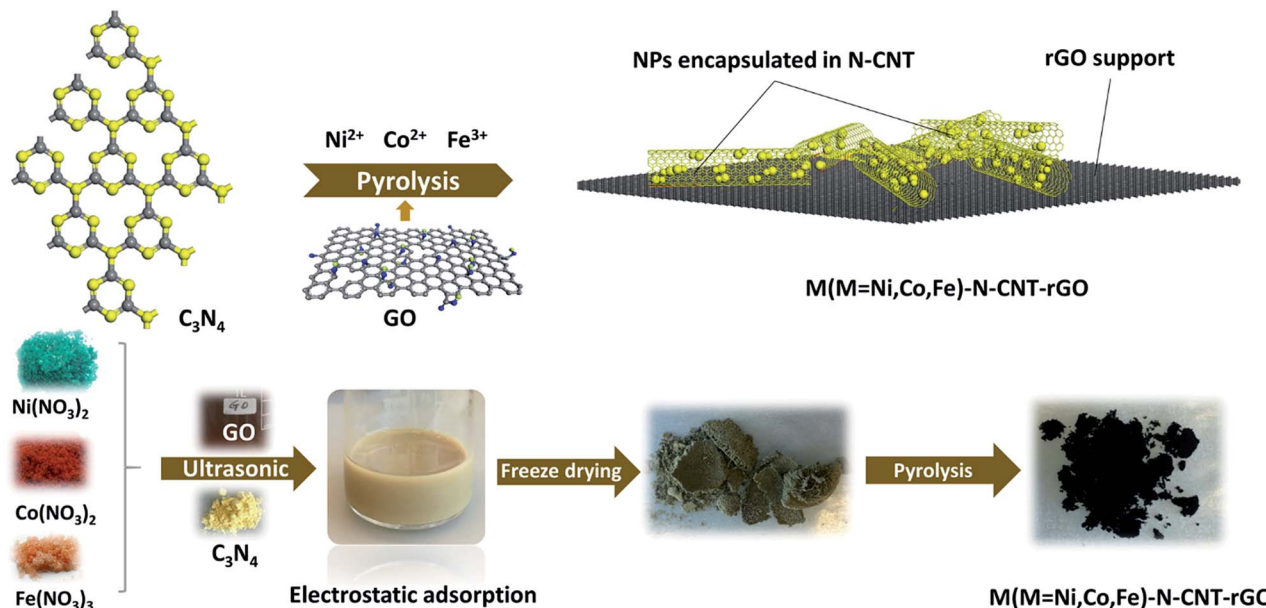 NPs encapsulated in N-CNT
rGO support
Ni²⁺ Co²⁺ Fe³⁺
Pyrolysis
GO
C₃N₄
M(M=Ni,Co,Fe)-N-CNT-rGO
Ni(NO₃)₂
Co(NO₃)₂
Fe(NO₃)₃
GO
GO
Ultrasonic
C₃N₄
Electrostatic adsorption
Freeze drying
Pyrolysis
M(M=Ni,Co,Fe)-N-CNT-rGO